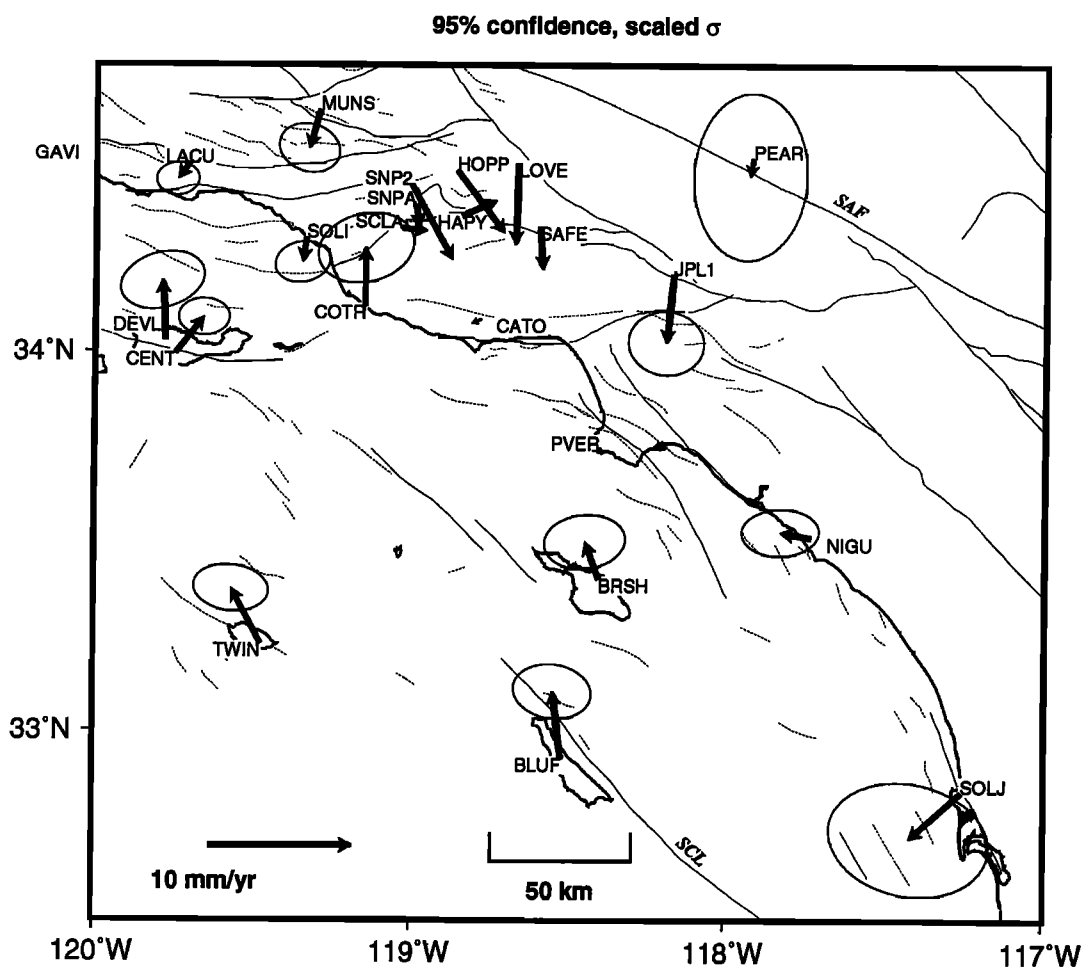 95% confidence, scaled σ
MUNS
GAVI
LACU
HOPP
LOVE
PEAR
SNP2
SNPA
SAF
SCLA
HAPY
SOLI
SAFE
JPL1
COTR
CATO
DEVL
34°N
CENT
PVER
NIGU
BRSH
TWIN
33°N
BLUF
SOLJ
SCL
10 mm/yr
50 km
120°W
119°W
118°W
117°W